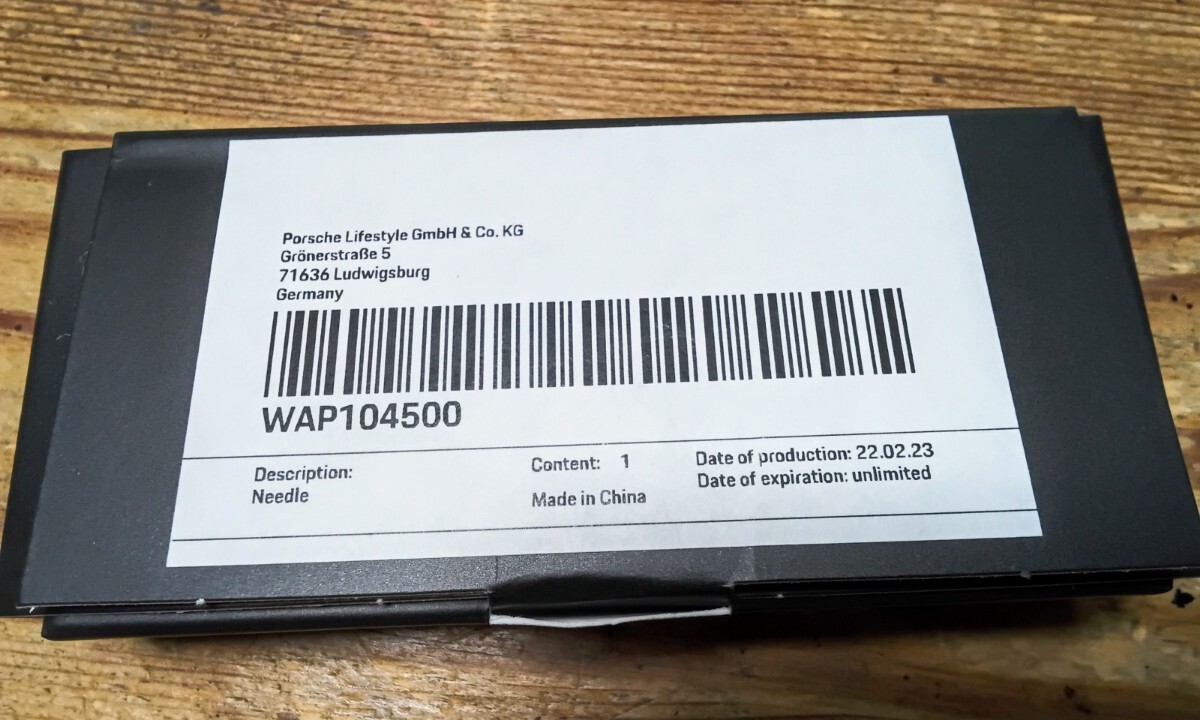 Porsche Lifestyle GmbH & Co. KG
Grönerstraße 5
71636 Ludwigsburg
Germany
WAP104500
Description:
Needle
Content: 1
Made in China
Date of production: 22.02.23
Date of expiration: unlimited